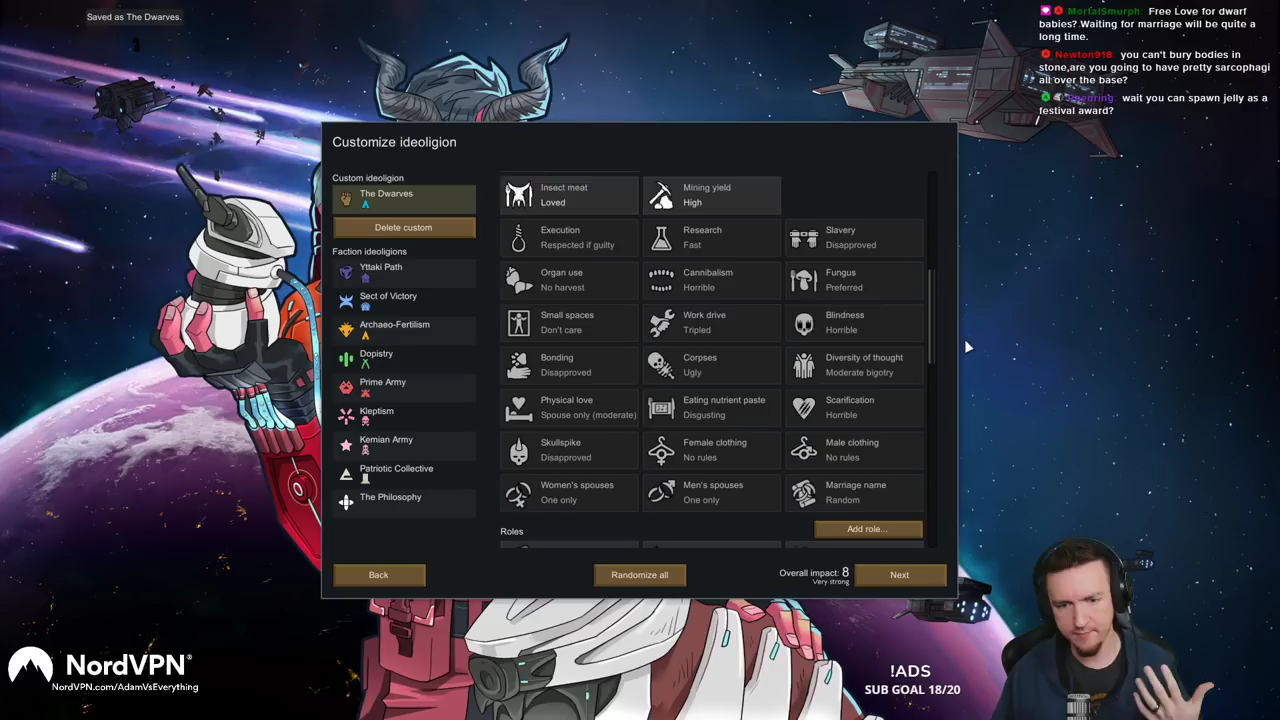 Saved as The Dwarves.
MortalSmurph: Free Love for dwarf
babies? Waiting for marriage will be quite a
long time.
Newton918: you can't bury bodies in
stone,are you going to have pretty sarcophagi
all over the base?
wait you can spawn jelly as a
festival award?
Customize ideoligion
Custom ideoligion
The Dwarves
Delete custom
Faction ideoligions
Yttaki Path
Sect of Victory
Archaeo-Fertilism
Dopistry
Prime Army
Kleptism
Kemian Army
Patriotic Collective
The Philosophy
Insect meat
Loved
Mining yield
High
Execution
Respected if guilty
Research
Fast
Slavery
Disapproved
Organ use
No harvest
Cannibalism
Horrible
Fungus
Preferred
Small spaces
Don't care
Work drive
Tripled
Blindness
Horrible
Bonding
Disapproved
Corpses
Ugly
Diversity of thought
Moderate bigotry
Physical love
Spouse only (moderate)
Eating nutrient paste
Disgusting
Scarification
Horrible
Skullspike
Disapproved
Female clothing
No rules
Male clothing
No rules
Women's spouses
One only
Men's spouses
One only
Marriage name
Random
Roles
Add role...
Back
Randomize all
Overall impact: 8
Very strong
Next
NordVPN®
NordVPN.com/AdamVsEverything
!ADS
SUB GOAL 18/20